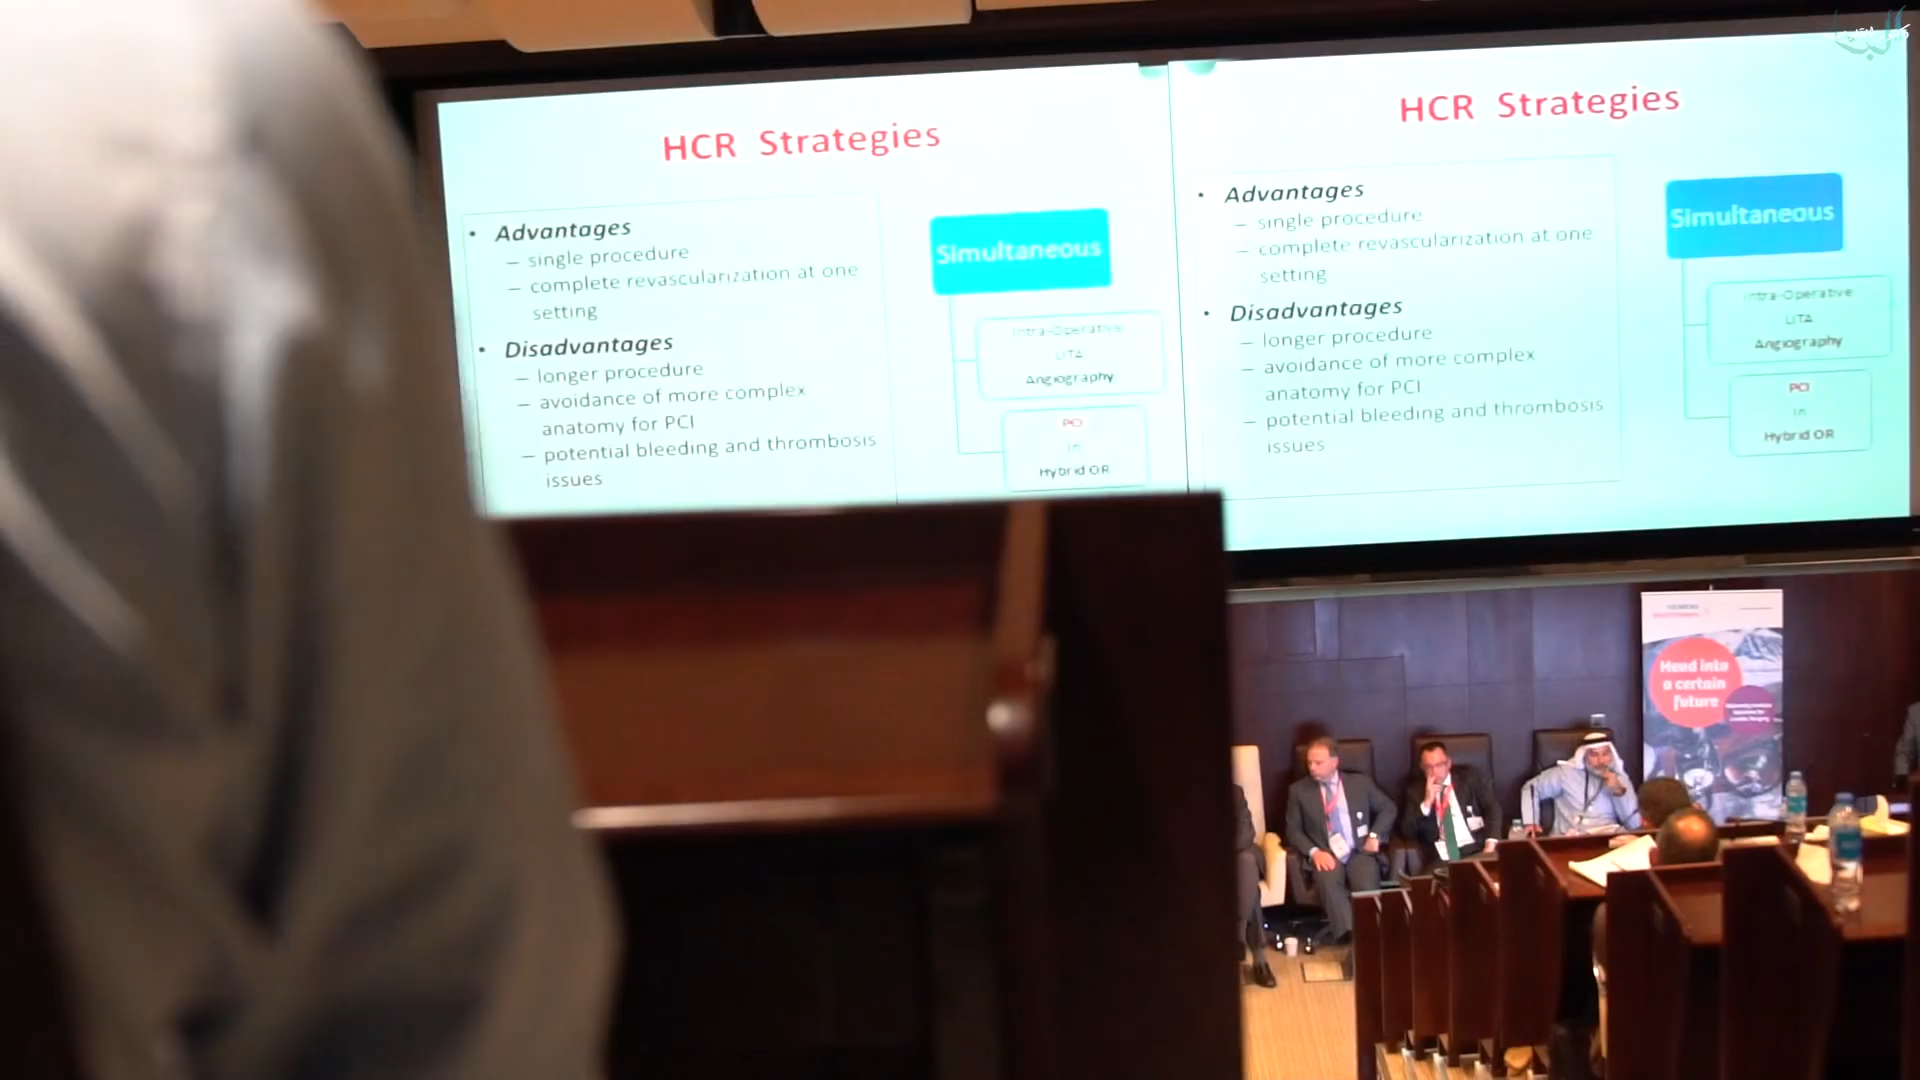 HCR Strategies
• Advantages
– single procedure
– complete revascularization at one
setting
• Disadvantages
– longer procedure
– avoidance of more complex
anatomy for PCI
– potential bleeding and thrombosis
issues
Simultaneous
Intra-Operative
LITA
Angiography
PCI
in
Hybrid OR
HCR Strategies
• Advantages
– single procedure
– complete revascularization at one
setting
• Disadvantages
– longer procedure
– avoidance of more complex
anatomy for PCI
– potential bleeding and thrombosis
issues
Simultaneous
Intra-Operative
LITA
Angiography
PCI
in
Hybrid OR
Head into
a certain
future